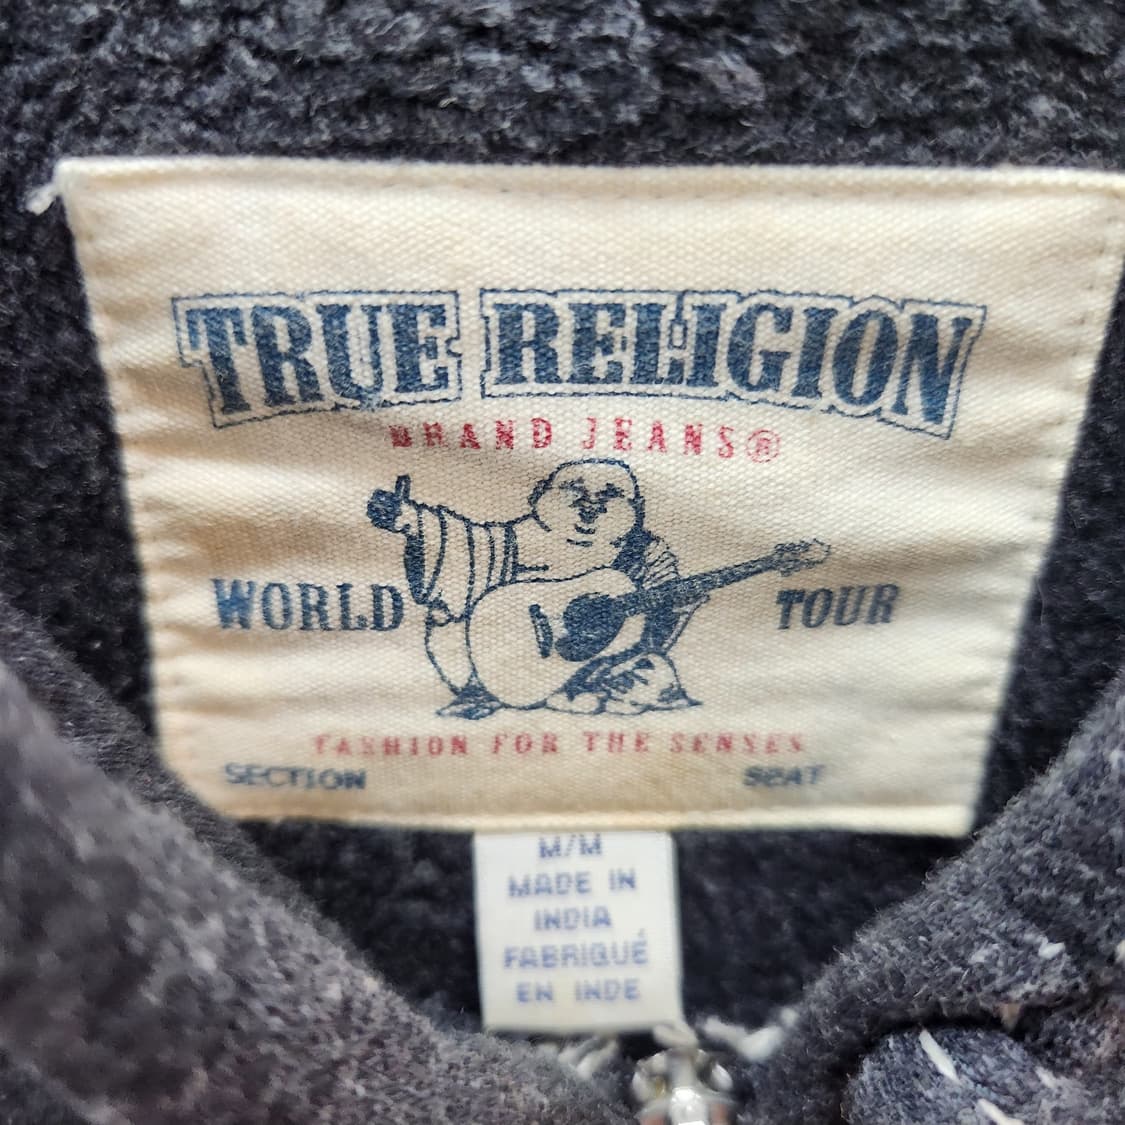 TRUE RELIGION
BRAND JEANS®
WORLD TOUR
FASHION FOR THE SENSES
SECTION SEAT
M/M
MADE IN
INDIA
FABRIQUÉ
EN INDE